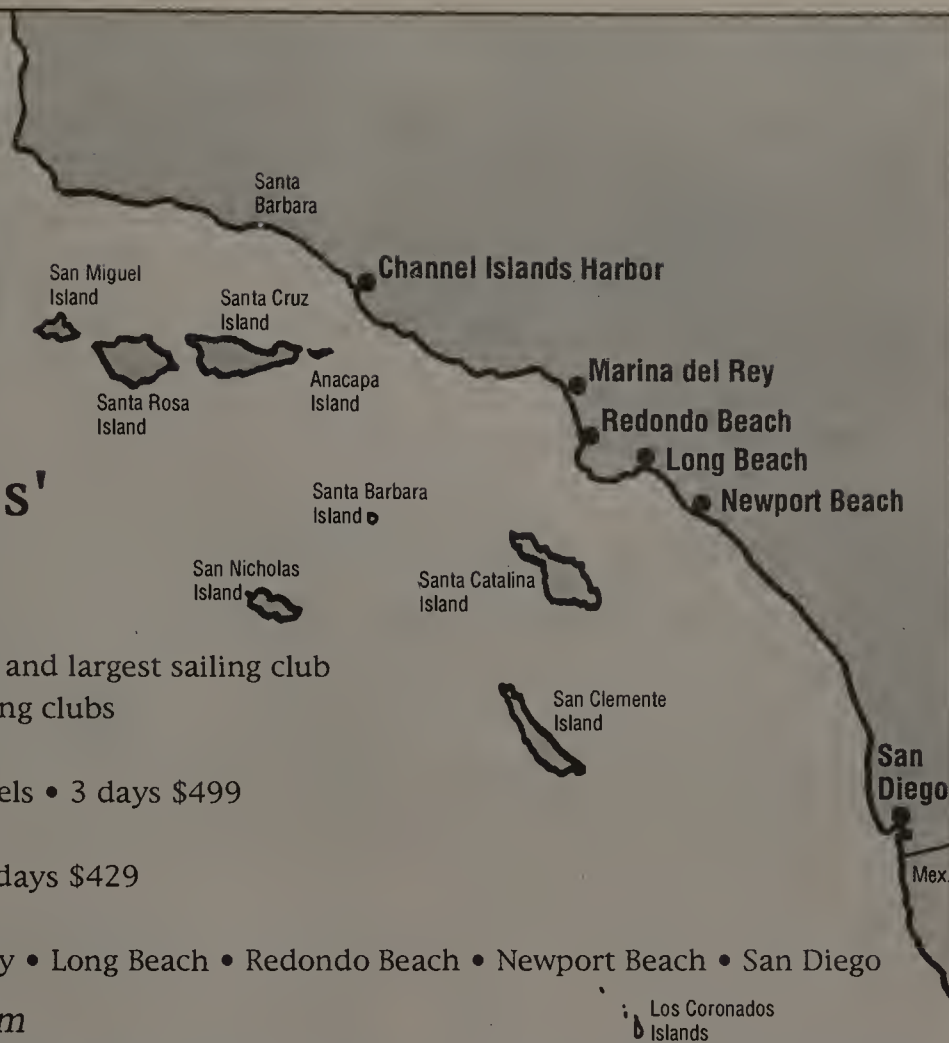 Santa
Barbara
Channel Islands Harbor
San Miguel
Island
Santa Cruz
Island
Anacapa
Island
Santa Rosa
Island
Marina del Rey
Redondo Beach
Long Beach
Newport Beach
s'
Santa Barbara
Island
San Nicholas
Island
Santa Catalina
Island
and largest sailing club
ng clubs
San Clemente
Island
San
Diego
els • 3 days $499
days $429
Mex.
y • Long Beach • Redondo Beach • Newport Beach • San Diego
Los Coronados
Islands
m